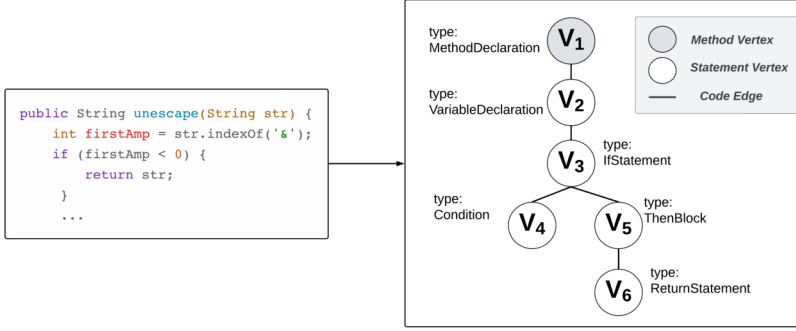 public String unescape(String str) {
int firstAmp = str.indexOf('&');
if (firstAmp < 0) {
return str;
}
...
type:
MethodDeclaration
V1
type:
VariableDeclaration
V2
V3
type:
IfStatement
type:
Condition
V4
V5
type:
ThenBlock
V6
type:
ReturnStatement
Method Vertex
Statement Vertex
Code Edge